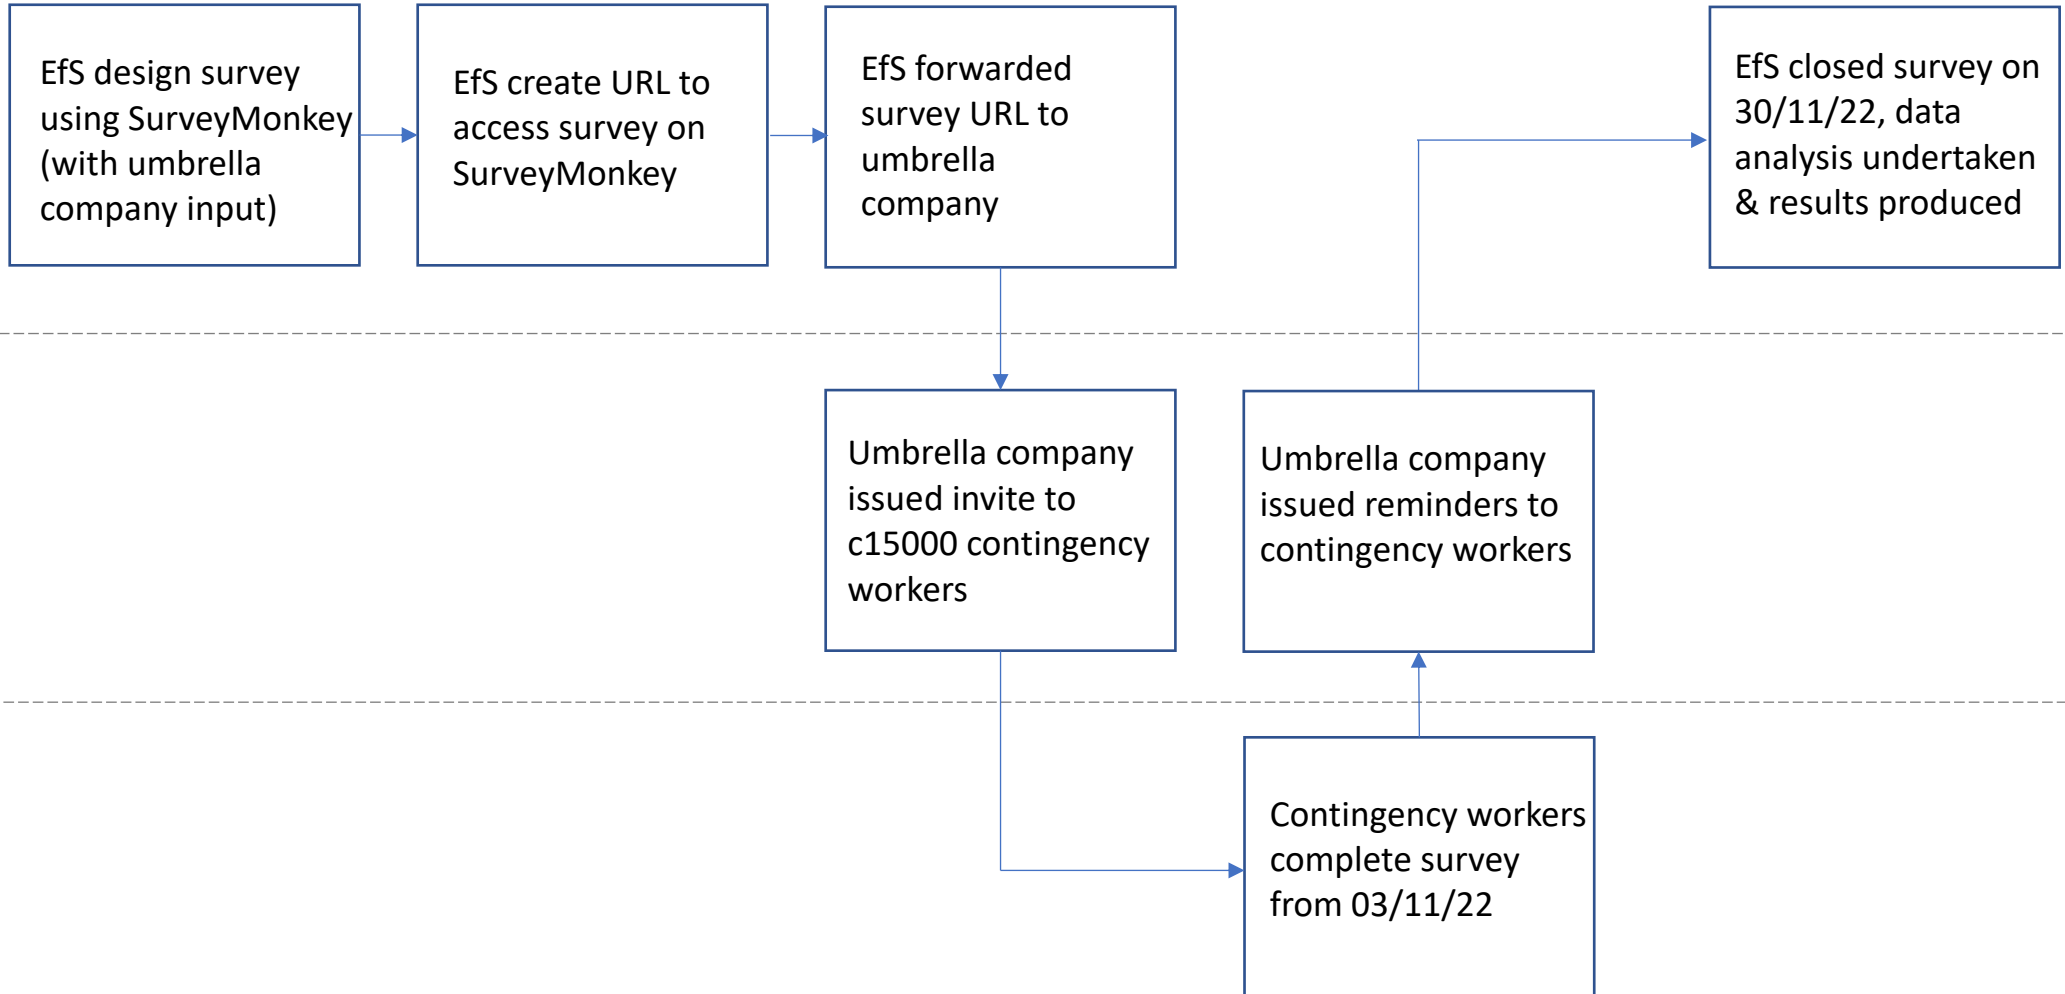 EfS design survey
using SurveyMonkey
(with umbrella
company input)
EfS create URL to
access survey on
SurveyMonkey
EfS forwarded
survey URL to
umbrella
company
EfS closed survey on
30/11/22, data
analysis undertaken
& results produced
Umbrella company
issued invite to
c15000 contingency
workers
Umbrella company
issued reminders to
contingency workers
Contingency workers
complete survey
from 03/11/22